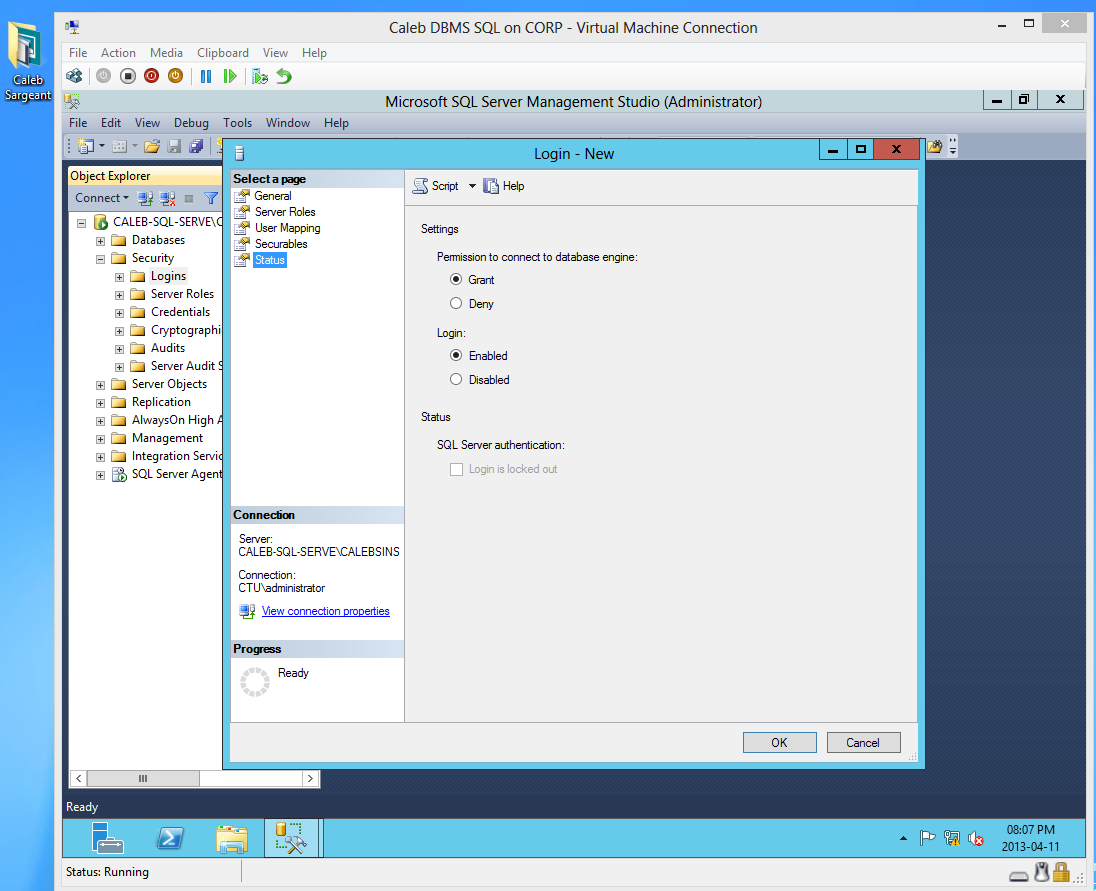 Caleb
Sargeant
Caleb DBMS SQL on CORP - Virtual Machine Connection
File Action Media Clipboard View Help
Microsoft SQL Server Management Studio (Administrator)
File Edit View Debug Tools Window Help
Login - New
Object Explorer
Connect
CALEB-SQL-SERVE\C
Databases
Security
Logins
Server Roles
Credentials
Cryptographi
Audits
Server Audit S
Server Objects
Replication
AlwaysOn High A
Management
Integration Servic
SQL Server Agent
Select a page
General
Server Roles
User Mapping
Securables
Status
Script Help
Settings
Permission to connect to database engine:
Grant
Deny
Login:
Enabled
Disabled
Status
SQL Server authentication:
Login is locked out
Connection
Server:
CALEB-SQL-SERVE\CALEBSINS
Connection:
CTU\administrator
View connection properties
Progress
Ready
OK Cancel
Ready
08:07 PM
2013-04-11
Status: Running